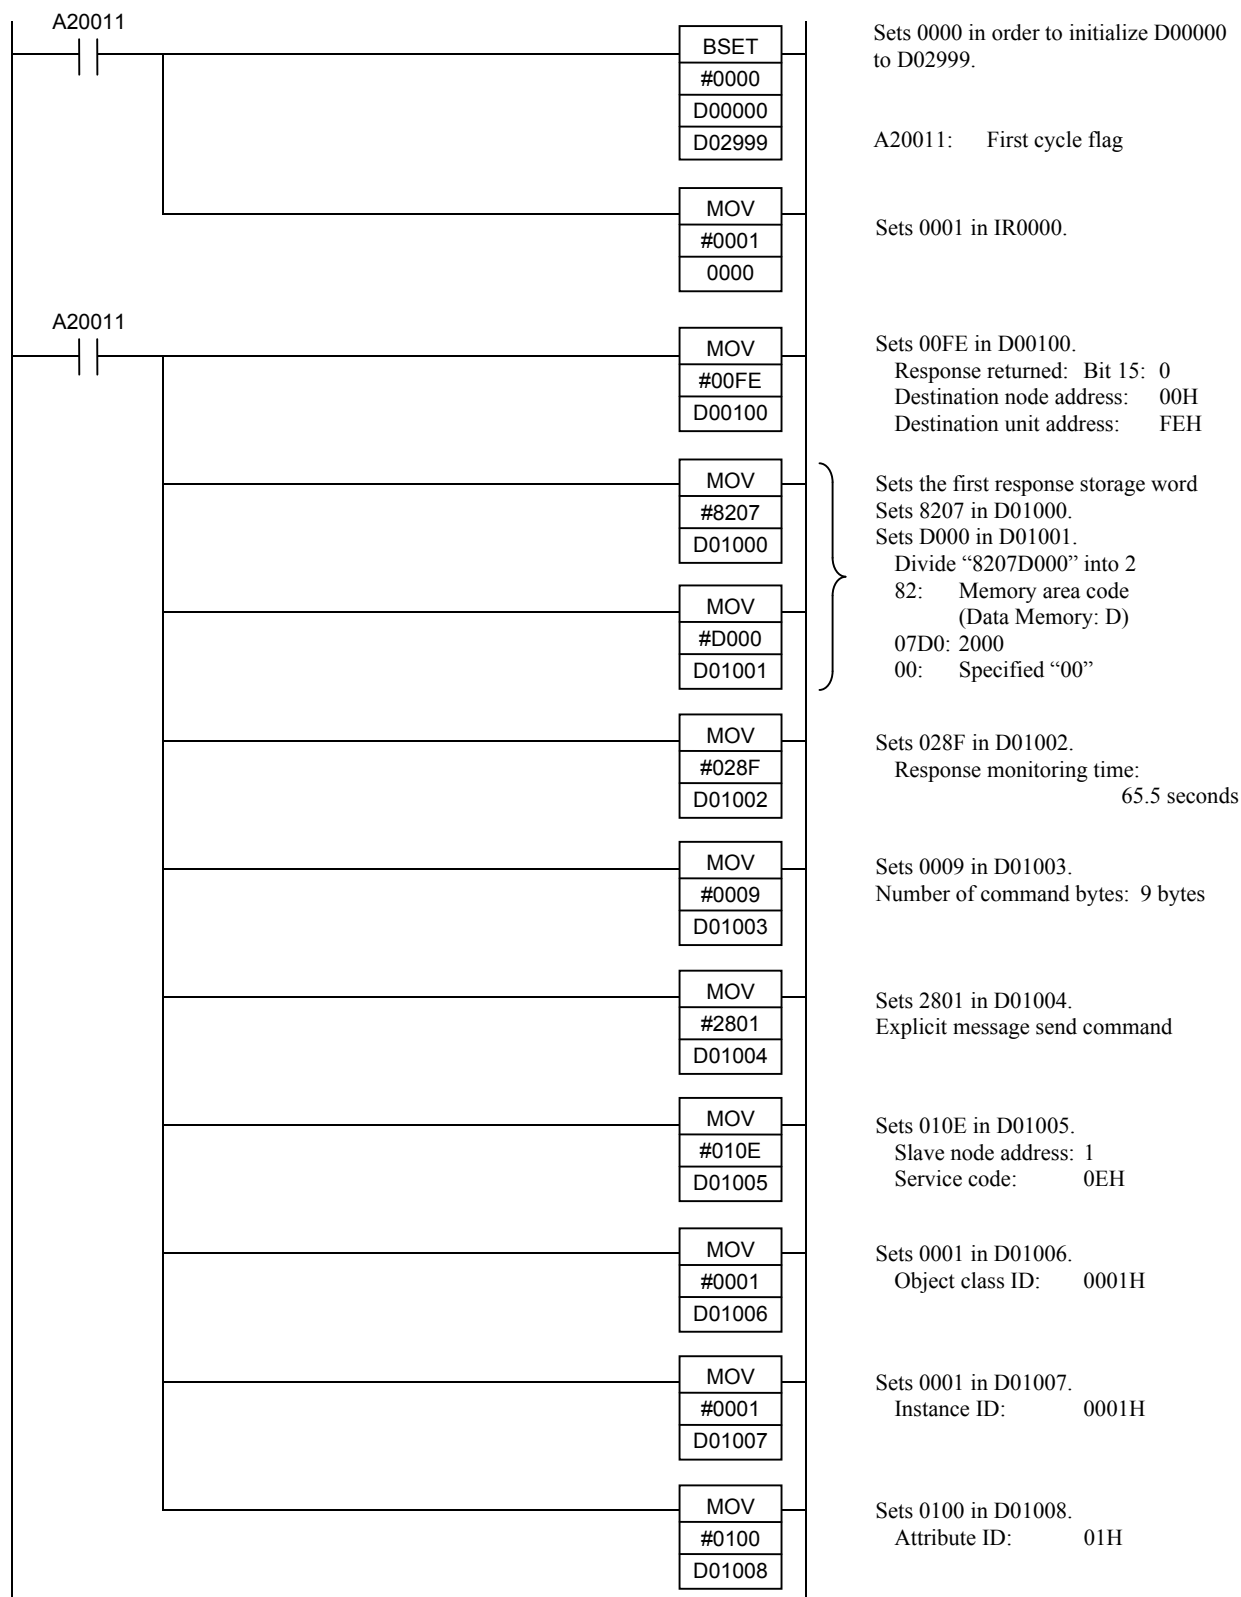 A20011
BSET
#0000
D00000
D02999
Sets 0000 in order to initialize D00000
to D02999.
A20011: First cycle flag
MOV
#0001
0000
Sets 0001 in IR0000.
A20011
MOV
#00FE
D00100
Sets 00FE in D00100.
Response returned: Bit 15: 0
Destination node address: 00H
Destination unit address: FEH
MOV
#8207
D01000
MOV
#D000
D01001
Sets the first response storage word
Sets 8207 in D01000.
Sets D000 in D01001.
Divide “8207D000” into 2
82: Memory area code
(Data Memory: D)
07D0: 2000
00: Specified “00”
MOV
#028F
D01002
Sets 028F in D01002.
Response monitoring time:
65.5 seconds
MOV
#0009
D01003
Sets 0009 in D01003.
Number of command bytes: 9 bytes
MOV
#2801
D01004
Sets 2801 in D01004.
Explicit message send command
MOV
#010E
D01005
Sets 010E in D01005.
Slave node address: 1
Service code: 0EH
MOV
#0001
D01006
Sets 0001 in D01006.
Object class ID: 0001H
MOV
#0001
D01007
Sets 0001 in D01007.
Instance ID: 0001H
MOV
#0100
D01008
Sets 0100 in D01008.
Attribute ID: 01H